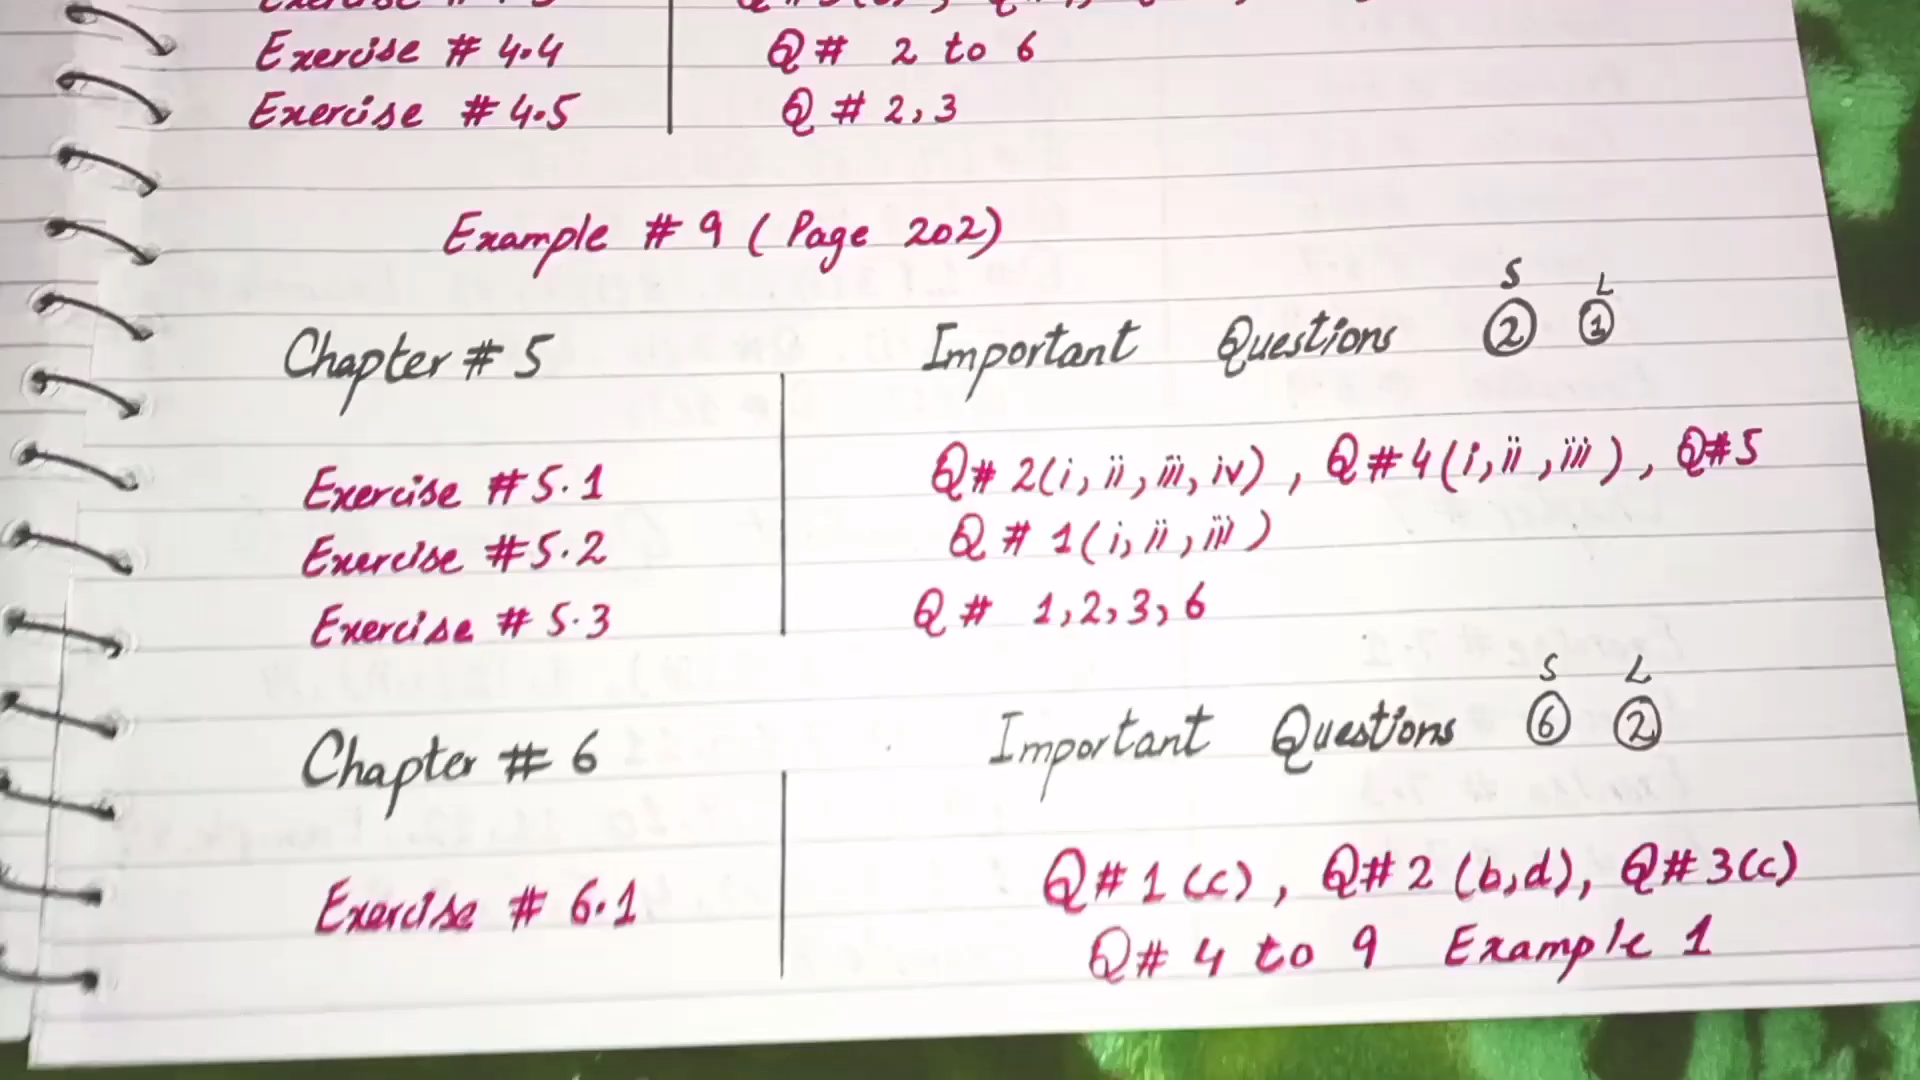 Exercise # 4.4 Q # 2 to 6
Exercise # 4.5 Q # 2,3
Example # 9 ( Page 202)
S L
Chapter # 5 Important Questions 2 1
Exercise # 5.1 Q# 2(i, ii, iii, iv) , Q#4(i, ii, iii) , Q#5
Exercise # 5.2 Q # 1(i, ii, iii)
Exercise # 5.3 Q # 1,2,3,6
S L
Chapter # 6 Important Questions 6 2
Exercise # 6.1 Q#1(c) , Q#2 (b,d), Q#3(c)
Q# 4 to 9 Example 1